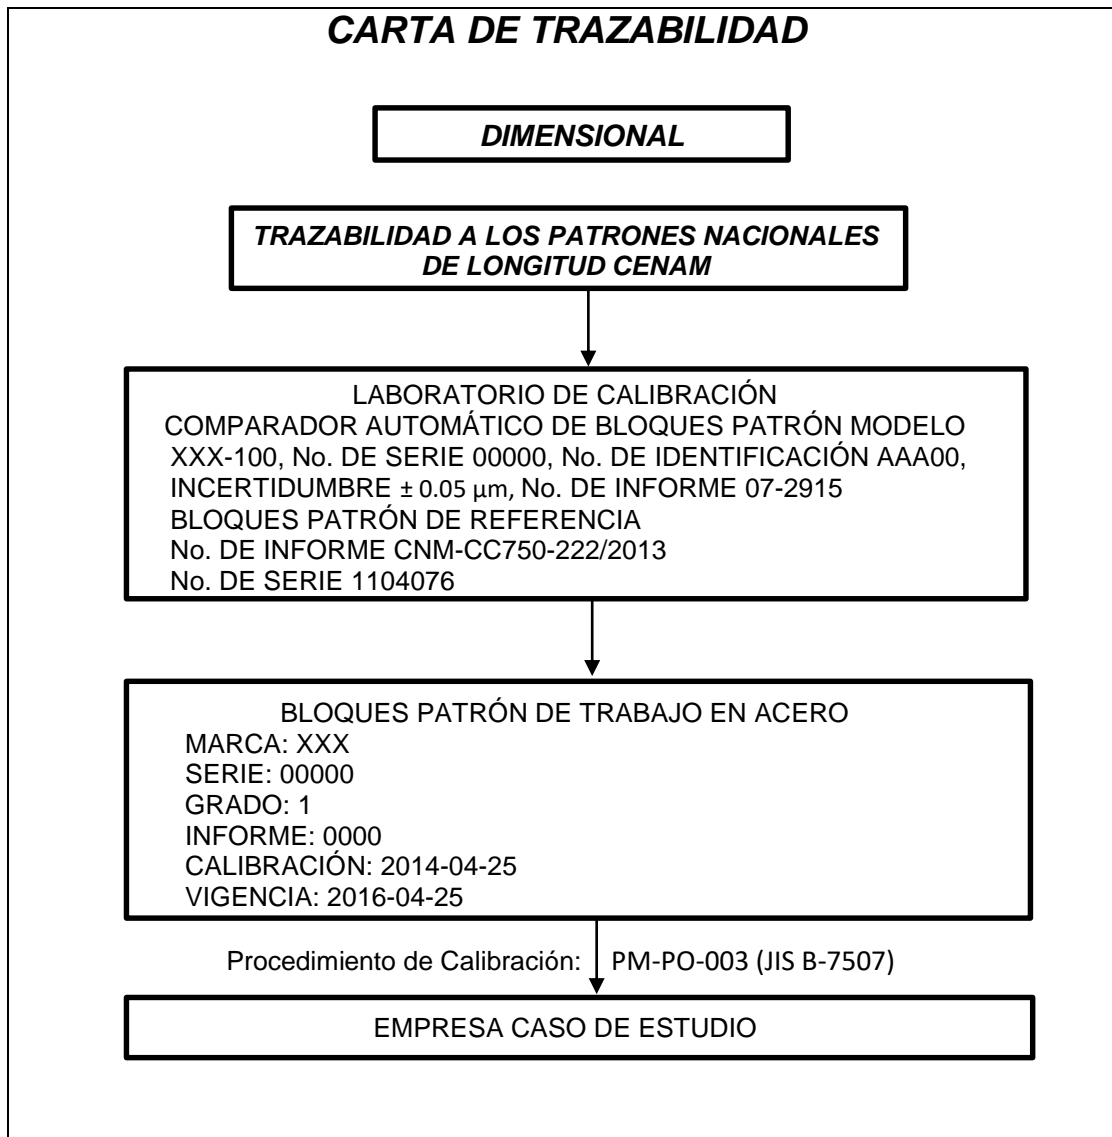 CARTA DE TRAZABILIDAD
DIMENSIONAL
TRAZABILIDAD A LOS PATRONES NACIONALES
DE LONGITUD CENAM
LABORATORIO DE CALIBRACIÓN
COMPARADOR AUTOMÁTICO DE BLOQUES PATRÓN MODELO
XXX-100, No. DE SERIE 00000, No. DE IDENTIFICACIÓN AAA00,
INCERTIDUMBRE ± 0.05 µm, No. DE INFORME 07-2915
BLOQUES PATRÓN DE REFERENCIA
No. DE INFORME CNM-CC750-222/2013
No. DE SERIE 1104076
BLOQUES PATRÓN DE TRABAJO EN ACERO
MARCA: XXX
SERIE: 00000
GRADO: 1
INFORME: 0000
CALIBRACIÓN: 2014-04-25
VIGENCIA: 2016-04-25
Procedimiento de Calibración: PM-PO-003 (JIS B-7507)
EMPRESA CASO DE ESTUDIO